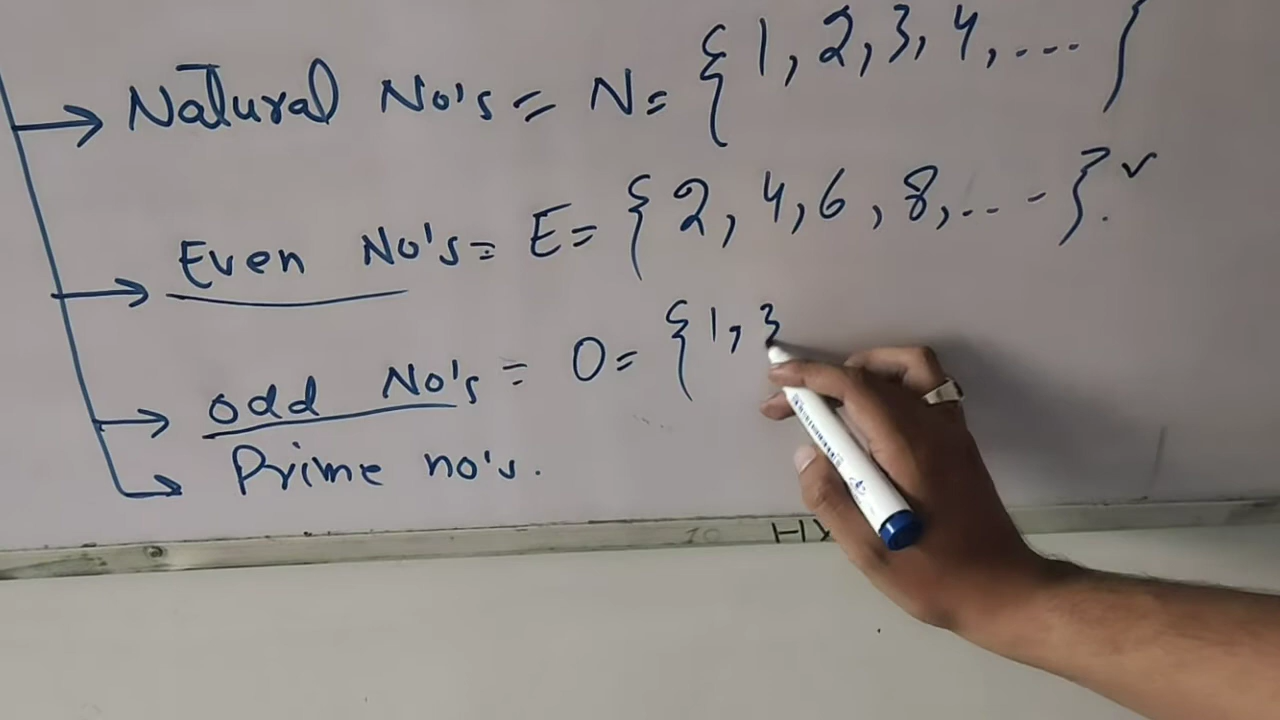 Natural No's = N = {1, 2, 3, 4, ... }
Even No's = E = { 2, 4, 6, 8, ... }. ✓
odd No's = O = { 1, 3
Prime no's.